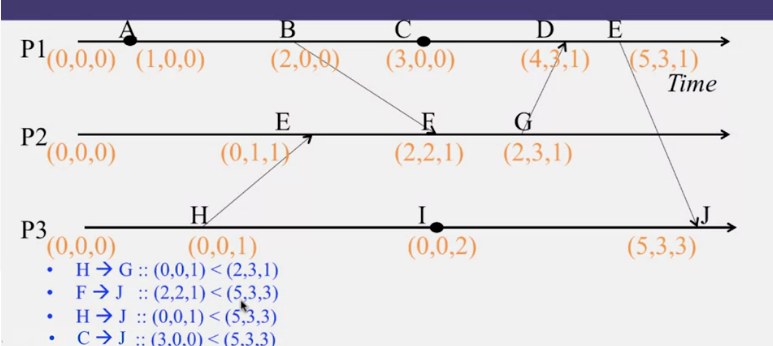 A B C D E
P1 (0,0,0) (1,0,0) (2,0,0) (3,0,0) (4,3,1) (5,3,1)
Time
E F G
P2 (0,0,0) (0,1,1) (2,2,1) (2,3,1)
H I J
P3 (0,0,0) (0,0,1) (0,0,2) (5,3,3)
• H → G :: (0,0,1) < (2,3,1)
• F → J :: (2,2,1) < (5,3,3)
• H → J :: (0,0,1) < (5,3,3)
• C → J :: (3,0,0) < (5,3,3)